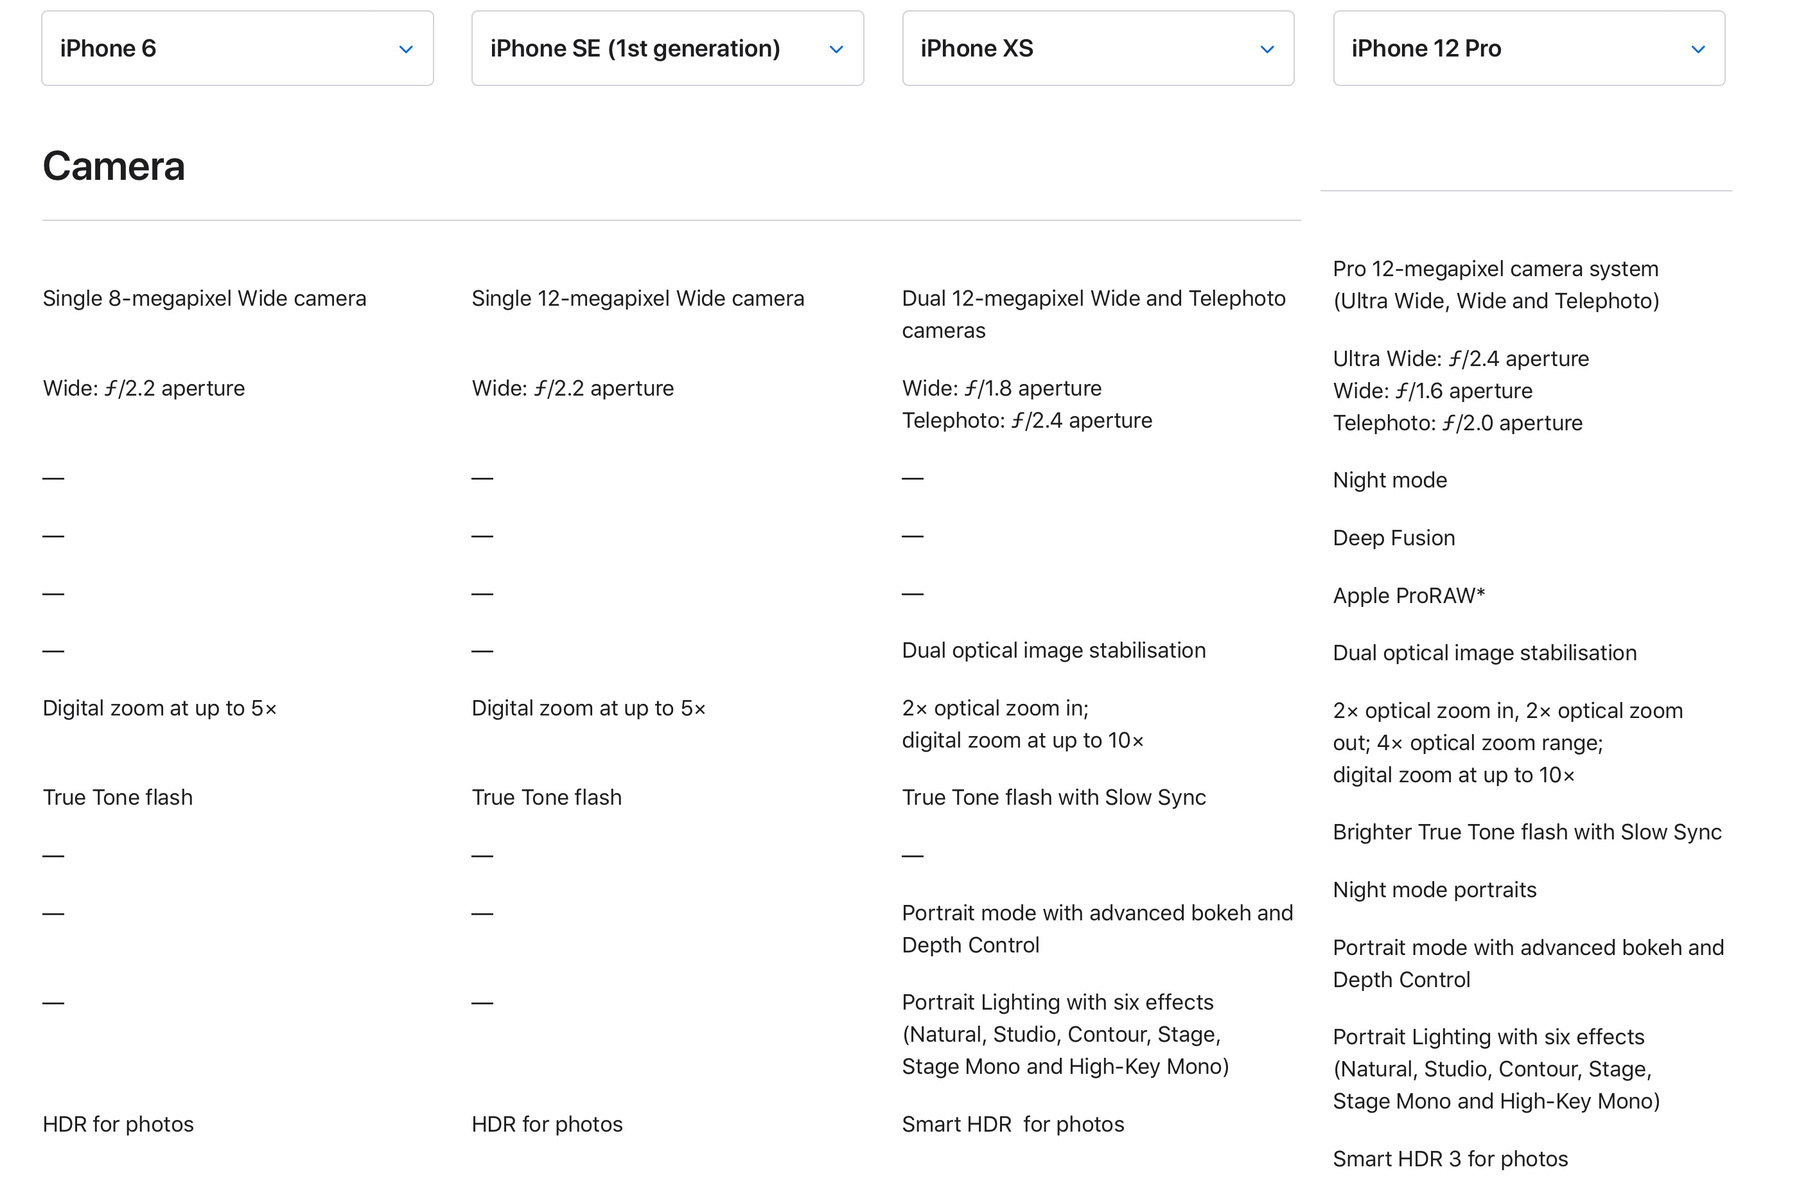 iPhone 6
iPhone SE (1st generation)
iPhone XS
iPhone 12 Pro
Camera
Single 8-megapixel Wide camera
Wide: ƒ/2.2 aperture
—
—
—
—
Digital zoom at up to 5×
True Tone flash
—
—
—
HDR for photos
Single 12-megapixel Wide camera
Wide: ƒ/2.2 aperture
—
—
—
—
Digital zoom at up to 5×
True Tone flash
—
—
—
HDR for photos
Dual 12-megapixel Wide and Telephoto
cameras
Wide: ƒ/1.8 aperture
Telephoto: ƒ/2.4 aperture
—
—
—
Dual optical image stabilisation
2× optical zoom in;
digital zoom at up to 10×
True Tone flash with Slow Sync
—
Portrait mode with advanced bokeh and
Depth Control
Portrait Lighting with six effects
(Natural, Studio, Contour, Stage,
Stage Mono and High-Key Mono)
Smart HDR  for photos
Pro 12-megapixel camera system
(Ultra Wide, Wide and Telephoto)
Ultra Wide: ƒ/2.4 aperture
Wide: ƒ/1.6 aperture
Telephoto: ƒ/2.0 aperture
Night mode
Deep Fusion
Apple ProRAW*
Dual optical image stabilisation
2× optical zoom in, 2× optical zoom
out; 4× optical zoom range;
digital zoom at up to 10×
Brighter True Tone flash with Slow Sync
Night mode portraits
Portrait mode with advanced bokeh and
Depth Control
Portrait Lighting with six effects
(Natural, Studio, Contour, Stage,
Stage Mono and High-Key Mono)
Smart HDR 3 for photos